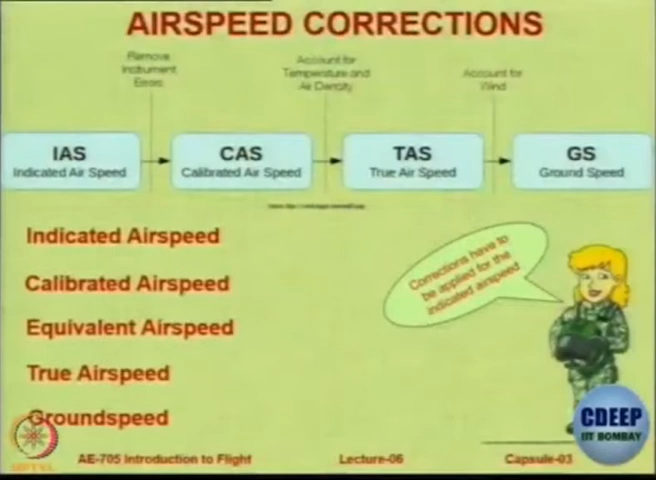 AIRSPEED CORRECTIONS
Remove
Instrument
Errors
Account for
Temperature and
Air Density
Account for
Wind
IAS
Indicated Air Speed
CAS
Calibrated Air Speed
TAS
True Air Speed
GS
Ground Speed
Indicated Airspeed
Calibrated Airspeed
Equivalent Airspeed
True Airspeed
Groundspeed
Corrections have to
be applied for the
indicated airspeed
CDEEP
IIT BOMBAY
NPTEL
AE-705 Introduction to Flight
Lecture-06
Capsule-03